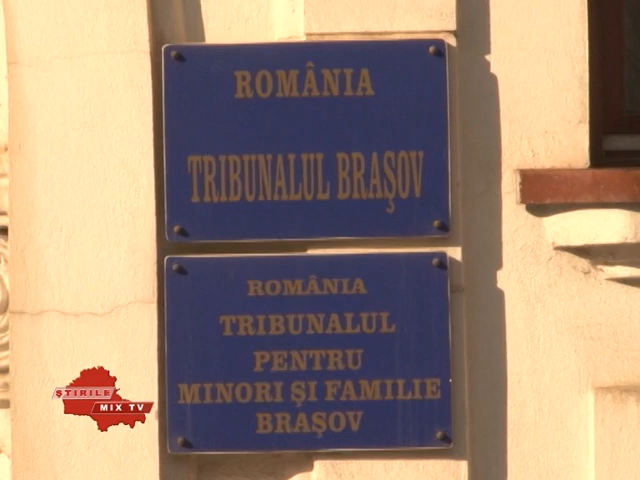 ROMÂNIA
TRIBUNALUL BRAŞOV
ROMÂNIA
TRIBUNALUL
PENTRU
MINORI ŞI FAMILIE
BRAŞOV
ŞTIRILE
MIX TV